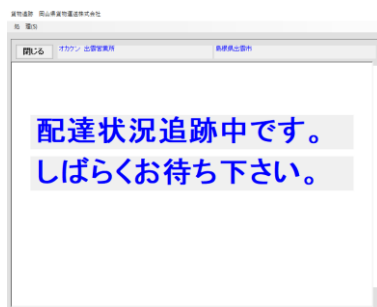 貨物追跡 岡山県貨物運送株式会社
処 理(S)
閉じる オカケン 出雲営業所 島根県出雲市
配達状況追跡中です。
しばらくお待ち下さい。